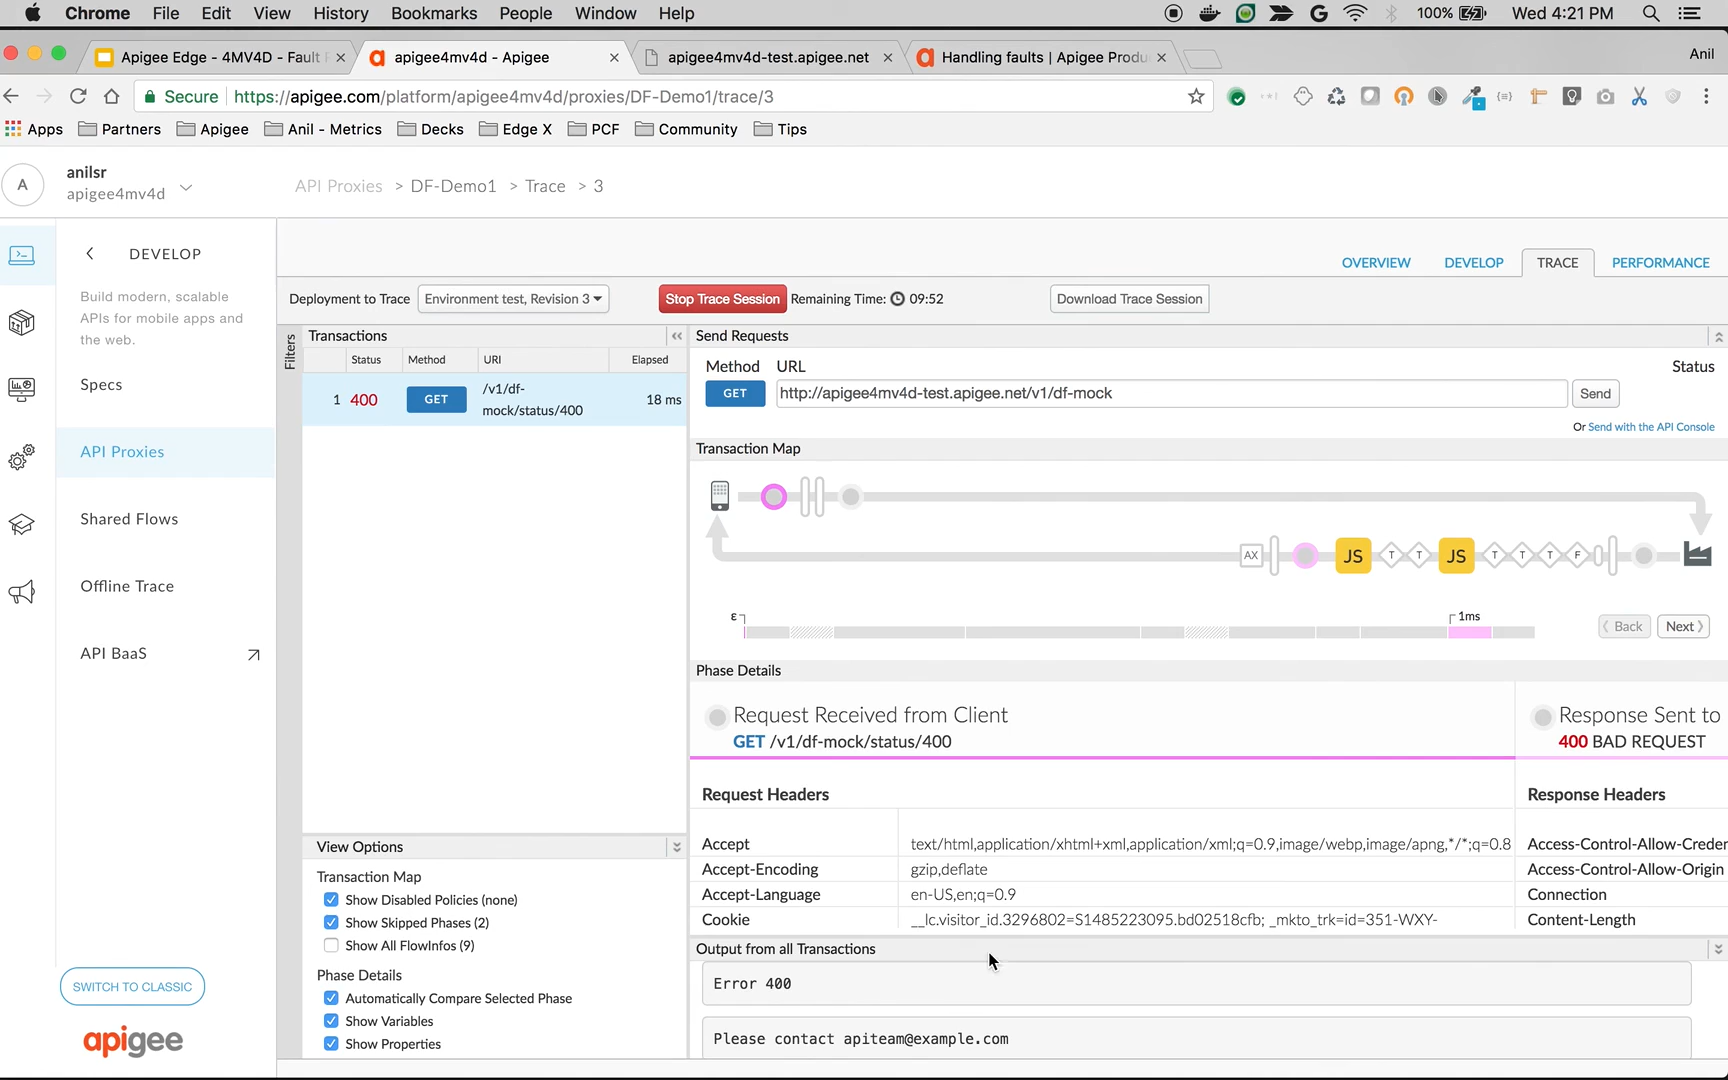 Chrome File Edit View History Bookmarks People Window Help 100% Wed 4:21 PM
Apigee Edge - 4MV4D - Fault apigee4mv4d - Apigee apigee4mv4d-test.apigee.net Handling faults | Apigee Produ Anil
Secure https://apigee.com/platform/apigee4mv4d/proxies/DF-Demo1/trace/3
Apps Partners Apigee Anil - Metrics Decks Edge X PCF Community Tips
A
anilsr
apigee4mv4d
API Proxies > DF-Demo1 > Trace > 3
DEVELOP
Build modern, scalable
APIs for mobile apps and
the web.
Specs
API Proxies
Shared Flows
Offline Trace
API BaaS
SWITCH TO CLASSIC
apigee
OVERVIEW DEVELOP TRACE PERFORMANCE
Deployment to Trace Environment test, Revision 3 Stop Trace Session Remaining Time: 09:52 Download Trace Session
Filters
Transactions
Status Method URI Elapsed
1 400 GET /v1/df-
mock/status/400 18 ms
View Options
Transaction Map
Show Disabled Policies (none)
Show Skipped Phases (2)
Show All FlowInfos (9)
Phase Details
Automatically Compare Selected Phase
Show Variables
Show Properties
Send Requests
Method URL Status
GET http://apigee4mv4d-test.apigee.net/v1/df-mock Send
Or Send with the API Console
Transaction Map
AX JS T T JS T T T F
ε 1ms
Back Next
Phase Details
Request Received from Client
GET /v1/df-mock/status/400
Response Sent to
400 BAD REQUEST
Request Headers
Response Headers
Accept text/html,application/xhtml+xml,application/xml;q=0.9,image/webp,image/apng,*/*;q=0.8 Access-Control-Allow-Creder
Accept-Encoding gzip,deflate Access-Control-Allow-Origin
Accept-Language en-US,en;q=0.9 Connection
Cookie __lc.visitor_id.3296802=S1485223095.bd02518cfb; _mkto_trk=id=351-WXY- Content-Length
Output from all Transactions
Error 400
Please contact apiteam@example.com